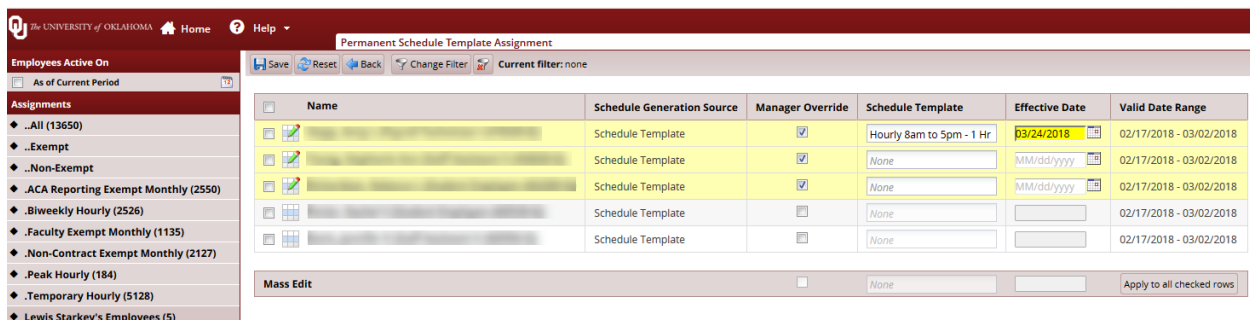 The UNIVERSITY of OKLAHOMA Home Help
Permanent Schedule Template Assignment
Employees Active On
As of Current Period
Assignments
..All (13650)
..Exempt
..Non-Exempt
.ACA Reporting Exempt Monthly (2550)
.Biweekly Hourly (2526)
.Faculty Exempt Monthly (1135)
.Non-Contract Exempt Monthly (2127)
.Peak Hourly (184)
.Temporary Hourly (5128)
Lewis Starkey's Employees (5)
Save Reset Back Change Filter Current filter: none
Name Schedule Generation Source Manager Override Schedule Template Effective Date Valid Date Range
Schedule Template Hourly 8am to 5pm - 1 Hr 03/24/2018 02/17/2018 - 03/02/2018
Schedule Template None MM/dd/yyyy 02/17/2018 - 03/02/2018
Schedule Template None MM/dd/yyyy 02/17/2018 - 03/02/2018
Schedule Template None 02/17/2018 - 03/02/2018
Schedule Template None 02/17/2018 - 03/02/2018
Mass Edit None Apply to all checked rows